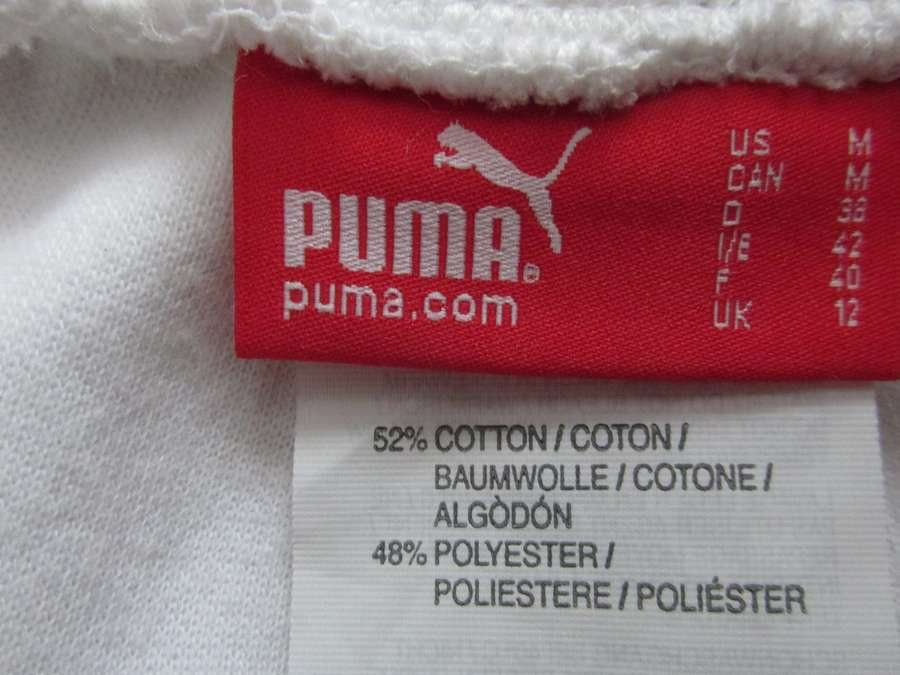 PUMA®
puma.com
US M
CAN M
D 38
I/E 42
F 40
UK 12
52% COTTON / COTON /
BAUMWOLLE / COTONE /
ALGÒDÓN
48% POLYESTER /
POLIESTERE / POLIÉSTER